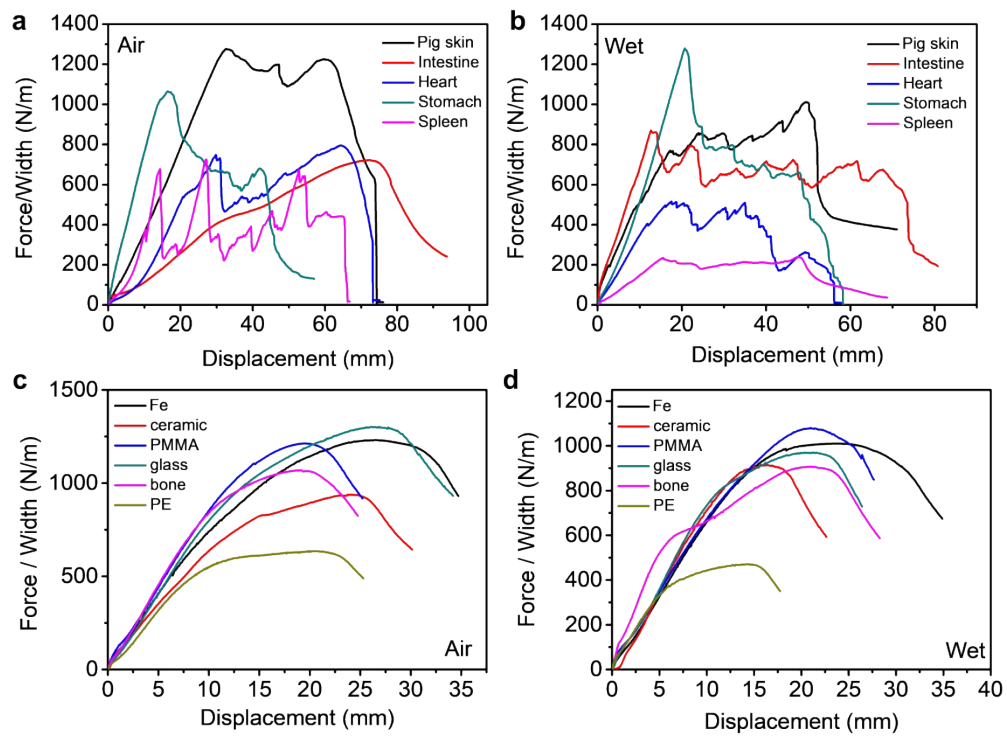 a
Air
Pig skin
Intestine
Heart
Stomach
Spleen
Force/Width (N/m)
1400
1200
1000
800
600
400
200
0
0 20 40 60 80 100
Displacement (mm)
b
Wet
Pig skin
Intestine
Heart
Stomach
Spleen
Force/Width (N/m)
1400
1200
1000
800
600
400
200
0
0 20 40 60 80
Displacement (mm)
c
Fe
ceramic
PMMA
glass
bone
PE
Air
Force / Width (N/m)
1500
1000
500
0
0 5 10 15 20 25 30 35
Displacement (mm)
d
Fe
ceramic
PMMA
glass
bone
PE
Wet
Force / Width (N/m)
1200
1000
800
600
400
200
0
0 5 10 15 20 25 30 35 40
Displacement (mm)